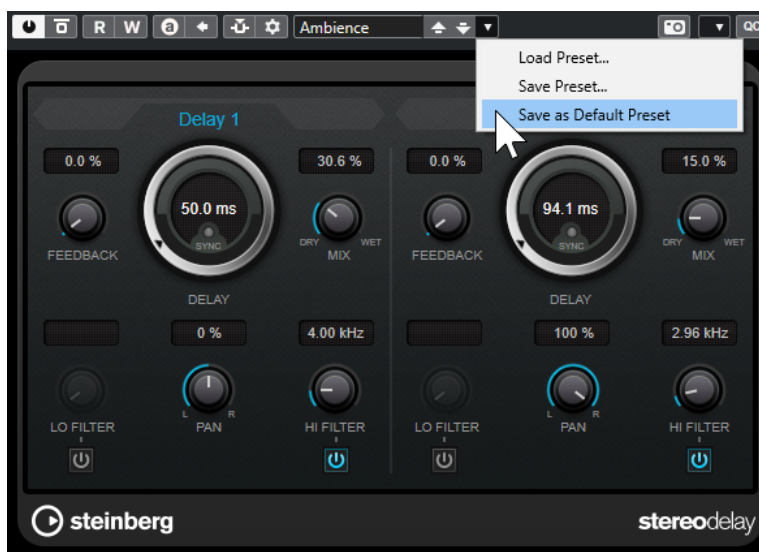 R W a Ambience QC
Load Preset...
Save Preset...
Save as Default Preset
Delay 1
0.0 % 30.6 % 0.0 % 15.0 %
50.0 ms 94.1 ms
SYNC SYNC
FEEDBACK DRY WET FEEDBACK DRY WET
MIX MIX
DELAY DELAY
0 % 4.00 kHz 100 % 2.96 kHz
L R L R
LO FILTER PAN HI FILTER LO FILTER PAN HI FILTER
steinberg stereodelay